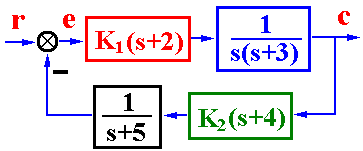 r e K₁(s+2) 1/s(s+3) c
−
1/s+5 K₂(s+4)